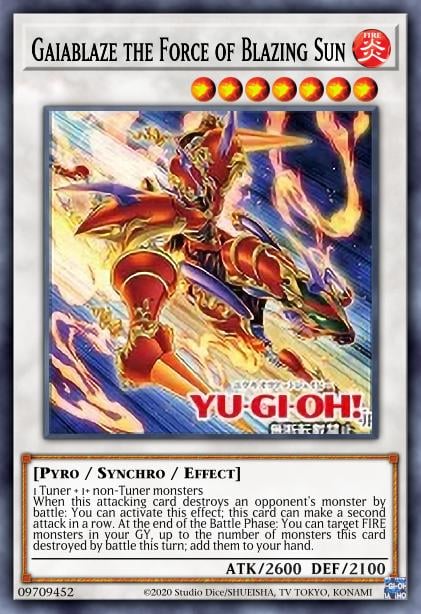 Gaiablaze the Force of Blazing Sun
FIRE
炎
YU-GI-OH!
[Pyro / Synchro / Effect]
1 Tuner + 1+ non-Tuner monsters
When this attacking card destroys an opponent's monster by
battle: You can activate this effect; this card can make a second
attack in a row. At the end of the Battle Phase: You can target FIRE
monsters in your GY, up to the number of monsters this card
destroyed by battle this turn; add them to your hand.
ATK/2600 DEF/2100
09709452
©2020 Studio Dice/SHUEISHA, TV TOKYO, KONAMI